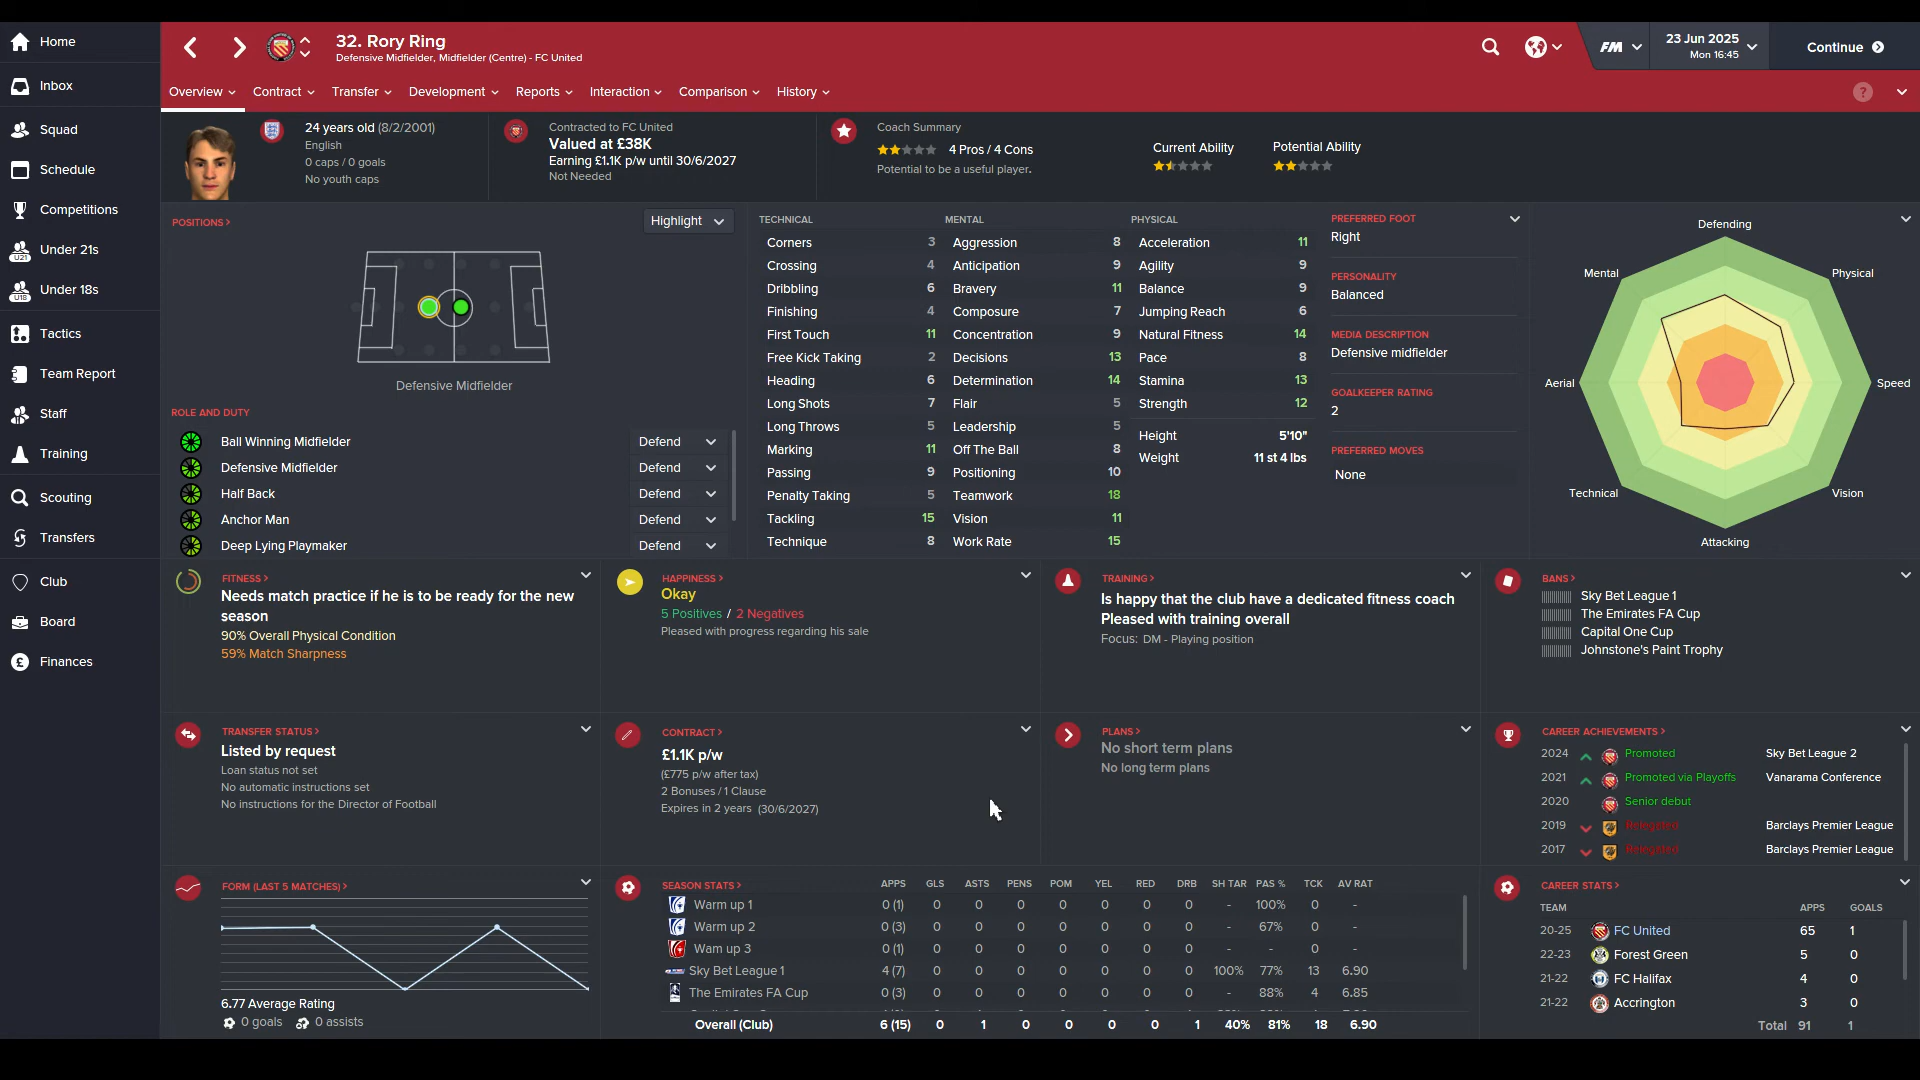 Home
32. Rory Ring
Defensive Midfielder, Midfielder (Centre) - FC United
FM
23 Jun 2025
Mon 16:45
Continue
Overview Contract Transfer Development Reports Interaction Comparison History ?
Inbox
Squad
Schedule
Competitions
Under 21s
U21
Under 18s
U18
Tactics
Team Report
Staff
Training
Scouting
Transfers
Club
Board
Finances
24 years old (8/2/2001)
English
0 caps / 0 goals
No youth caps
Contracted to FC United
Valued at £38K
Earning £1.1K p/w until 30/6/2027
Not Needed
Coach Summary
4 Pros / 4 Cons
Potential to be a useful player.
Current Ability
Potential Ability
POSITIONS >
Highlight
Defensive Midfielder
ROLE AND DUTY
Ball Winning Midfielder Defend
Defensive Midfielder Defend
Half Back Defend
Anchor Man Defend
Deep Lying Playmaker Defend
TECHNICAL
Corners 3
Crossing 4
Dribbling 6
Finishing 4
First Touch 11
Free Kick Taking 2
Heading 6
Long Shots 7
Long Throws 5
Marking 11
Passing 9
Penalty Taking 5
Tackling 15
Technique 8
MENTAL
Aggression 8
Anticipation 9
Bravery 11
Composure 7
Concentration 9
Decisions 13
Determination 14
Flair 5
Leadership 5
Off The Ball 8
Positioning 10
Teamwork 18
Vision 11
Work Rate 15
PHYSICAL
Acceleration 11
Agility 9
Balance 9
Jumping Reach 6
Natural Fitness 14
Pace 8
Stamina 13
Strength 12
Height 5'10"
Weight 11 st 4 lbs
PREFERRED FOOT
Right
PERSONALITY
Balanced
MEDIA DESCRIPTION
Defensive midfielder
GOALKEEPER RATING
2
PREFERRED MOVES
None
Defending
Mental
Physical
Aerial
Speed
Technical
Vision
Attacking
FITNESS >
Needs match practice if he is to be ready for the new
season
90% Overall Physical Condition
59% Match Sharpness
HAPPINESS >
Okay
5 Positives / 2 Negatives
Pleased with progress regarding his sale
TRAINING >
Is happy that the club have a dedicated fitness coach
Pleased with training overall
Focus: DM - Playing position
BANS >
Sky Bet League 1
The Emirates FA Cup
Capital One Cup
Johnstone's Paint Trophy
TRANSFER STATUS >
Listed by request
Loan status not set
No automatic instructions set
No instructions for the Director of Football
CONTRACT >
£1.1K p/w
(£775 p/w after tax)
2 Bonuses / 1 Clause
Expires in 2 years (30/6/2027)
PLANS >
No short term plans
No long term plans
CAREER ACHIEVEMENTS >
2024 Promoted Sky Bet League 2
2021 Promoted via Playoffs Vanarama Conference
2020 Senior debut
2019 Relegated Barclays Premier League
2017 Relegated Barclays Premier League
FORM (LAST 5 MATCHES) >
6.77 Average Rating
0 goals 0 assists
SEASON STATS > APPS GLS ASTS PENS POM YEL RED DRB SH TAR PAS % TCK AV RAT
Warm up 1 0 (1) 0 0 0 0 0 0 0 - 100% 0 -
Warm up 2 0 (3) 0 0 0 0 0 0 0 - 67% 0 -
Wam up 3 0 (1) 0 0 0 0 0 0 0 - - 0 -
Sky Bet League 1 4 (7) 0 0 0 0 0 0 0 100% 77% 13 6.90
The Emirates FA Cup 0 (3) 0 0 0 0 0 0 0 - 88% 4 6.85
Overall (Club) 6 (15) 0 1 0 0 0 0 1 40% 81% 18 6.90
CAREER STATS >
TEAM APPS GOALS
20-25 FC United 65 1
22-23 Forest Green 5 0
21-22 FC Halifax 4 0
21-22 Accrington 3 0
Total 91 1